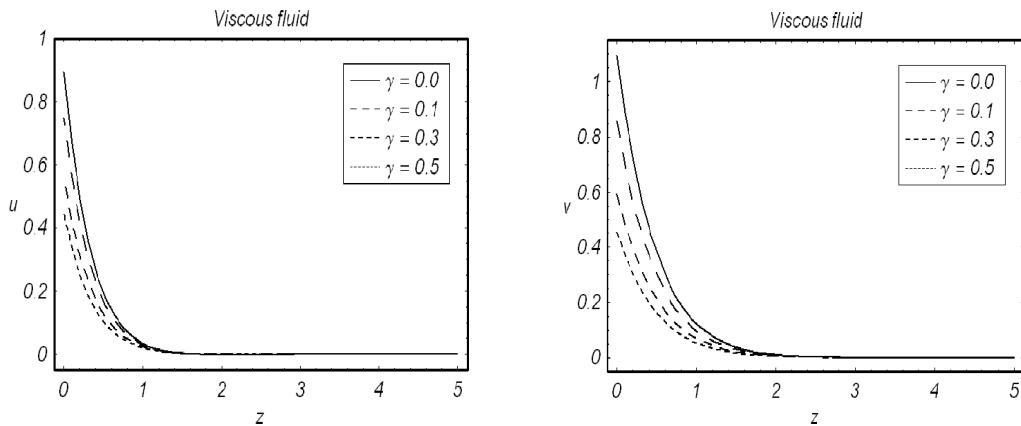 Viscous fluid
1
0.8
0.6
0.4
0.2
0
u
0 1 2 3 4 5
z
γ = 0.0
γ = 0.1
γ = 0.3
γ = 0.5
Viscous fluid
1
0.8
0.6
0.4
0.2
0
v
0 1 2 3 4 5
z
γ = 0.0
γ = 0.1
γ = 0.3
γ = 0.5